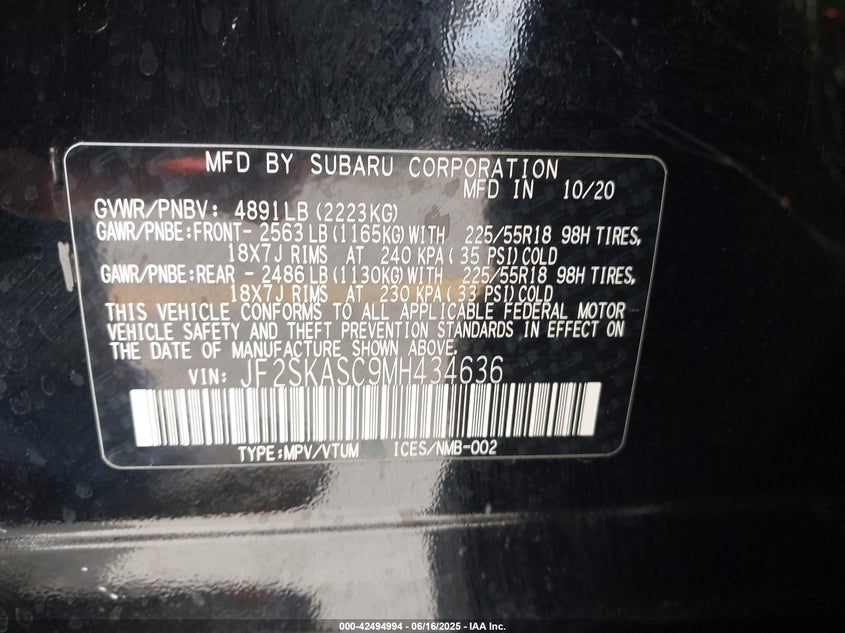 MFD BY SUBARU CORPORATION
MFD IN 10/20
GVWR/PNBV: 4891LB (2223KG)
GAWR/PNBE:FRONT- 2563 LB (1165KG) WITH 225/55R18 98H TIRES,
18X7J RIMS AT 240 KPA ( 35 PSI) COLD
GAWR/PNBE:REAR - 2486 LB (1130KG) WITH 225/55R18 98H TIRES,
18X7J RIMS AT 230 KPA ( 33 PSI) COLD
THIS VEHICLE CONFORMS TO ALL APPLICABLE FEDERAL MOTOR
VEHICLE SAFETY AND THEFT PREVENTION STANDARDS IN EFFECT ON
THE DATE OF MANUFACTURE SHOWN ABOVE.
VIN: JF2SKASC9MH434636
TYPE:MPV/VTUM ICES/NMB-002
000-42494994 - 06/16/2025 - IAA Inc.